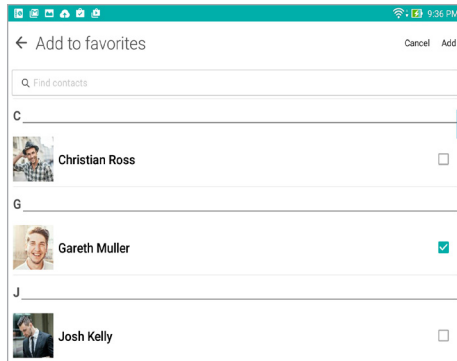 9:36 PM
Add to favorites
Cancel Add
Find contacts
C
Christian Ross
G
Gareth Muller
J
Josh Kelly